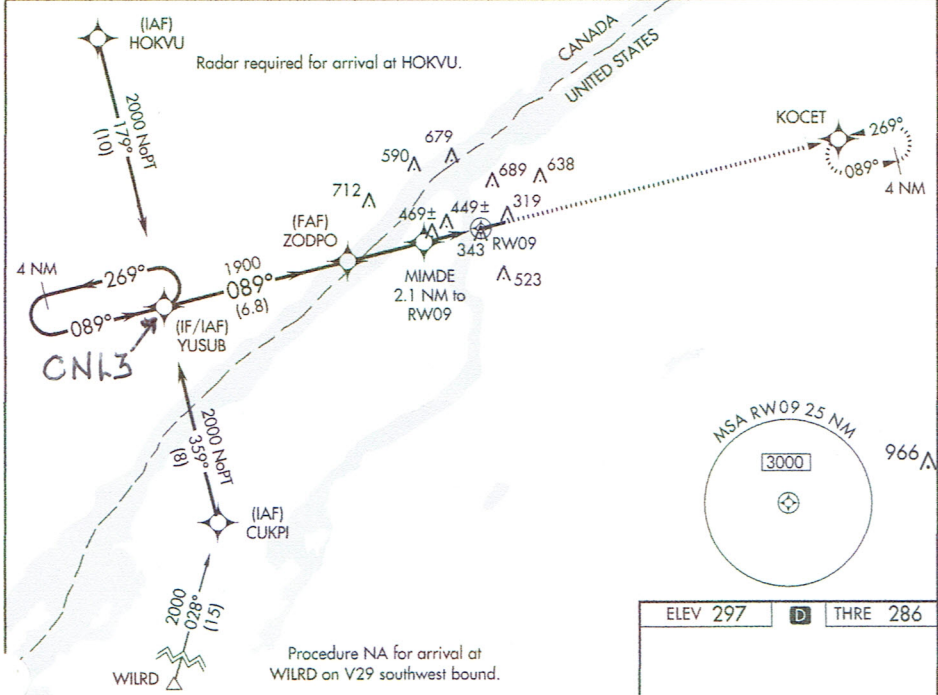 (IAF)
HOKVU
Radar required for arrival at HOKVU.
CANADA
UNITED STATES
2000 NoPT
179°
(10)
KOCET
269°
089°
4 NM
679
590
689
638
712
469±
449±
319
(FAF)
ZODPO
343
RW09
523
MIMDE
2.1 NM to
RW09
4 NM
269°
089°
1900
089°
(6.8)
(IF/IAF)
YUSUB
CNL3
2000 NoPT
359°
(8)
(IAF)
CUKPI
MSA RW09 25 NM
3000
966
2000
028°
(15)
WILRD
Procedure NA for arrival at
WILRD on V29 southwest bound.
ELEV 297 D THRE 286